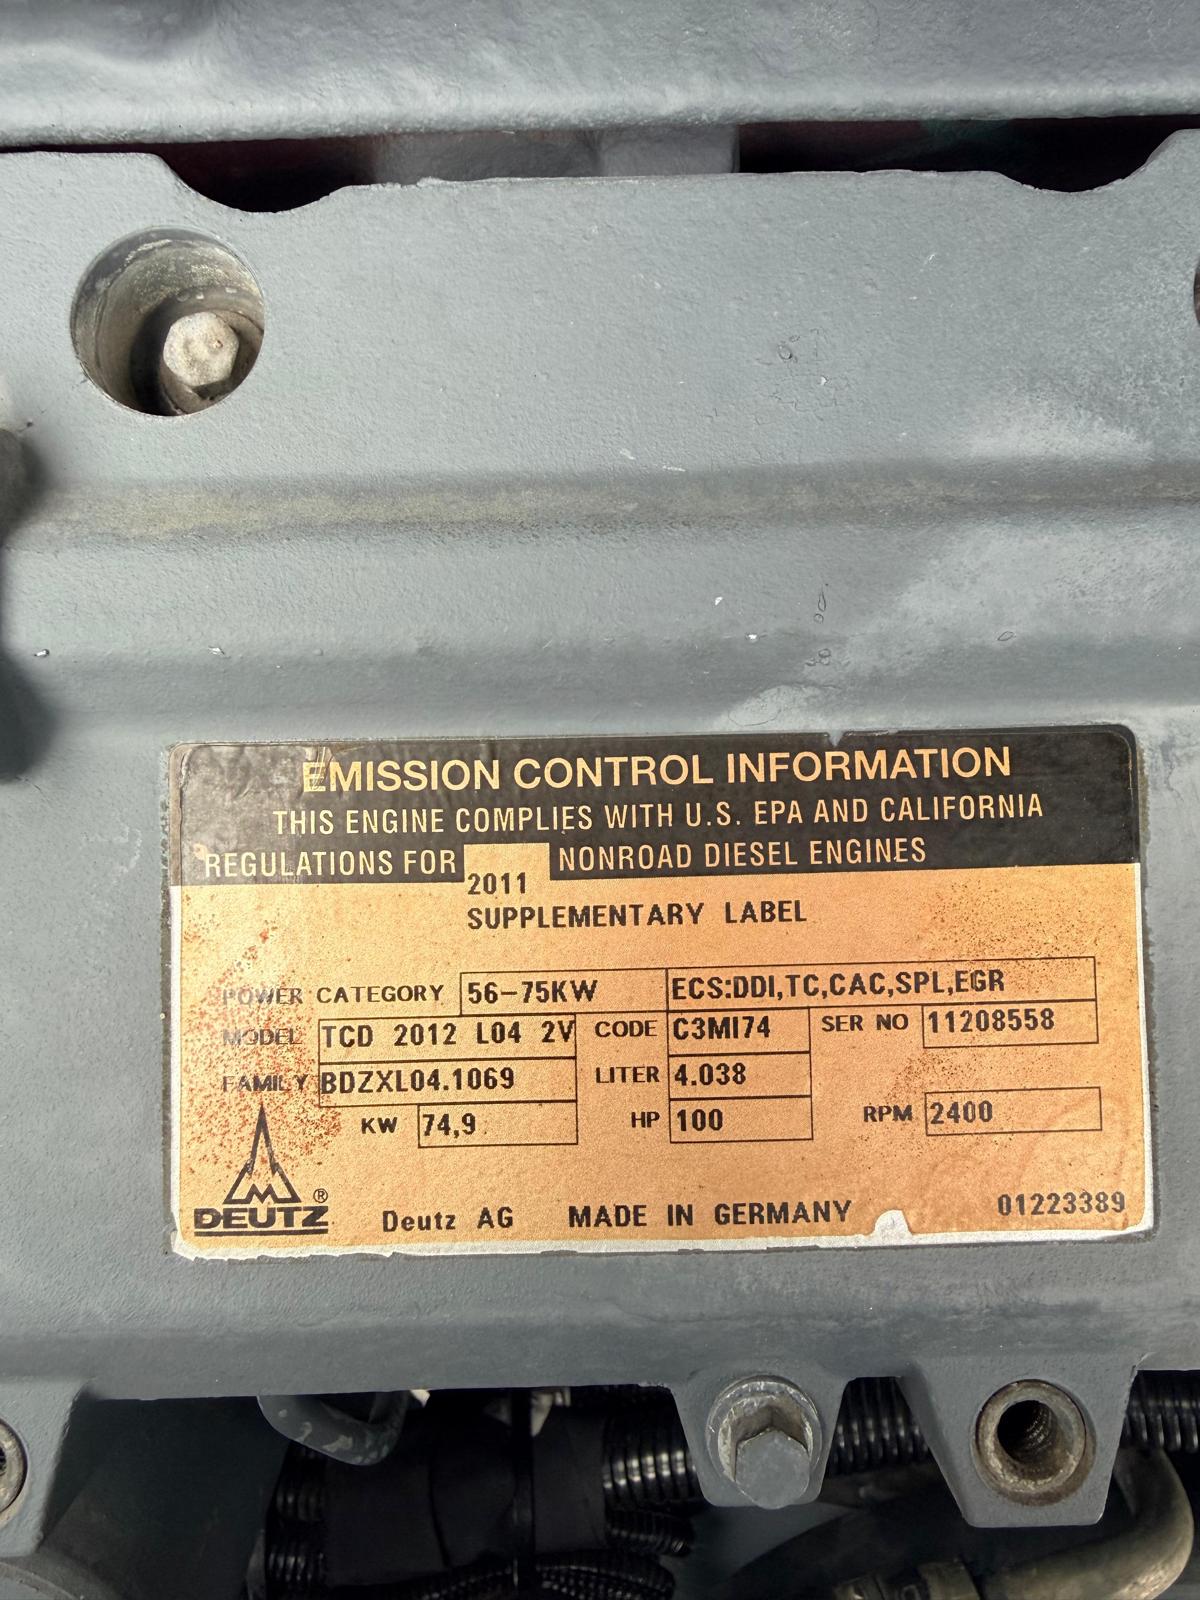 EMISSION CONTROL INFORMATION
THIS ENGINE COMPLIES WITH U.S. EPA AND CALIFORNIA
REGULATIONS FOR 2011 NONROAD DIESEL ENGINES
SUPPLEMENTARY LABEL
POWER CATEGORY 56-75KW ECS:DDI,TC,CAC,SPL,EGR
MODEL TCD 2012 L04 2V CODE C3MI74 SER NO 11208558
FAMILY BDZXL04.1069 LITER 4.038
KW 74,9 HP 100 RPM 2400
DEUTZ ® Deutz AG MADE IN GERMANY 01223389